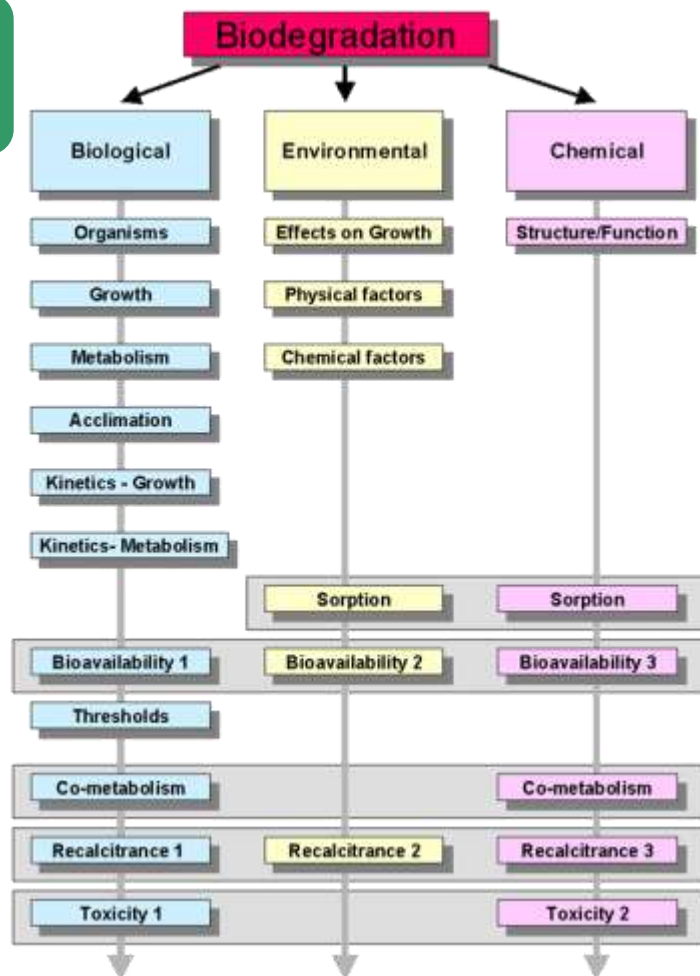 Biodegradation
Biological
Environmental
Chemical
Organisms
Effects on Growth
Structure/Function
Growth
Physical factors
Metabolism
Chemical factors
Acclimation
Kinetics - Growth
Kinetics- Metabolism
Sorption
Sorption
Bioavailability 1
Bioavailability 2
Bioavailability 3
Thresholds
Co-metabolism
Co-metabolism
Recalcitrance 1
Recalcitrance 2
Recalcitrance 3
Toxicity 1
Toxicity 2